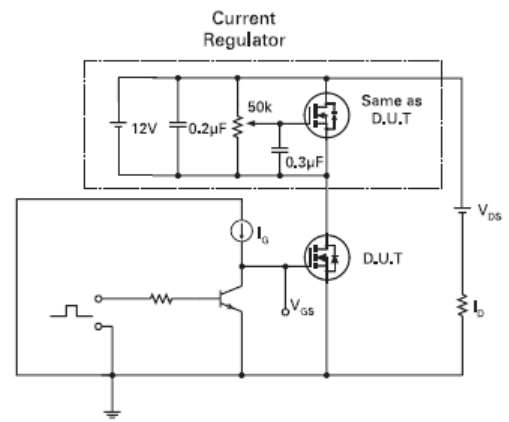 Current
Regulator
12V
0.2µF
50k
0.3µF
Same as
D.U.T
I_G
D.U.T
V_GS
V_DS
I_D